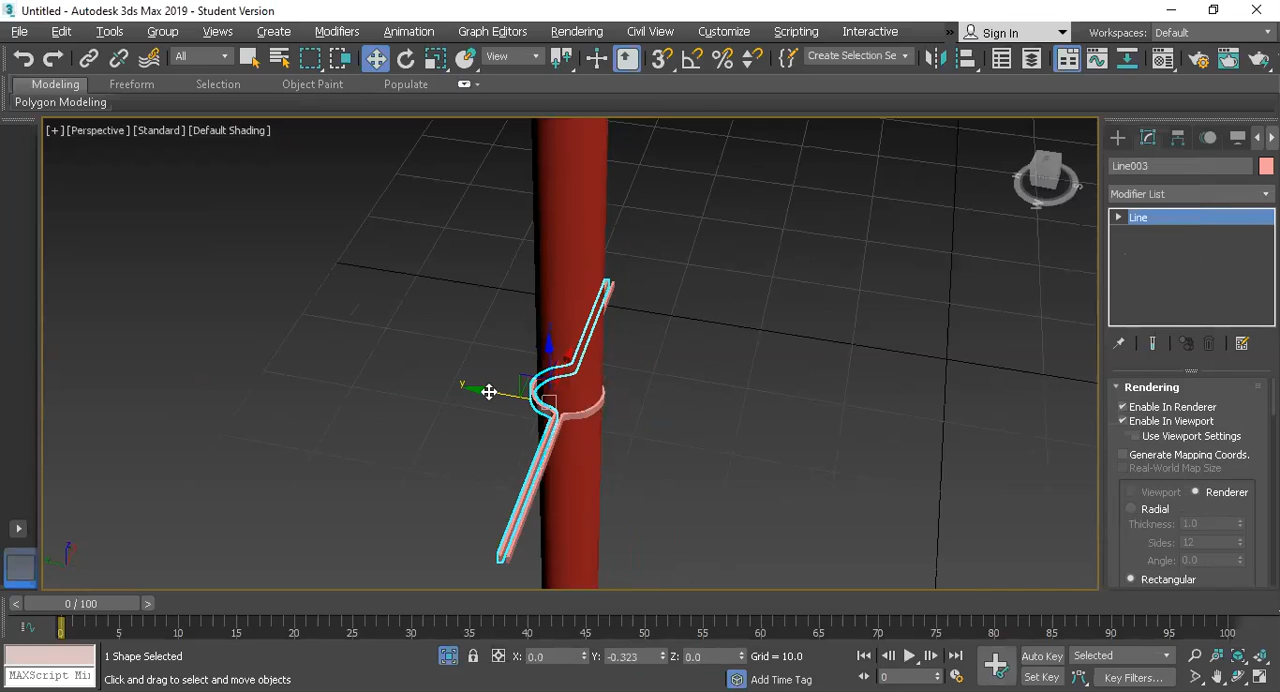 Untitled - Autodesk 3ds Max 2019 - Student Version
File Edit Tools Group Views Create Modifiers Animation Graph Editors Rendering Civil View Customize Scripting Interactive » Sign In Workspaces: Default
All View Create Selection Se
Modeling Freeform Selection Object Paint Populate
Polygon Modeling
[+] [Perspective] [Standard] [Default Shading]
Line003
Modifier List
Line
y
Rendering
Enable In Renderer
Enable In Viewport
Use Viewport Settings
Generate Mapping Coords.
Real-World Map Size
Viewport Renderer
Radial
Thickness: 1.0
Sides: 12
Angle: 0.0
Rectangular
< 0 / 100 >
0 5 10 15 20 25 30 35 40 45 50 55 60 65 70 75 80 85 90 95 100
1 Shape Selected X: 0.0 Y: -0.323 Z: 0.0 Grid = 10.0 Auto Key Selected
MAXScript Mi Click and drag to select and move objects Add Time Tag 0 Set Key Key Filters...